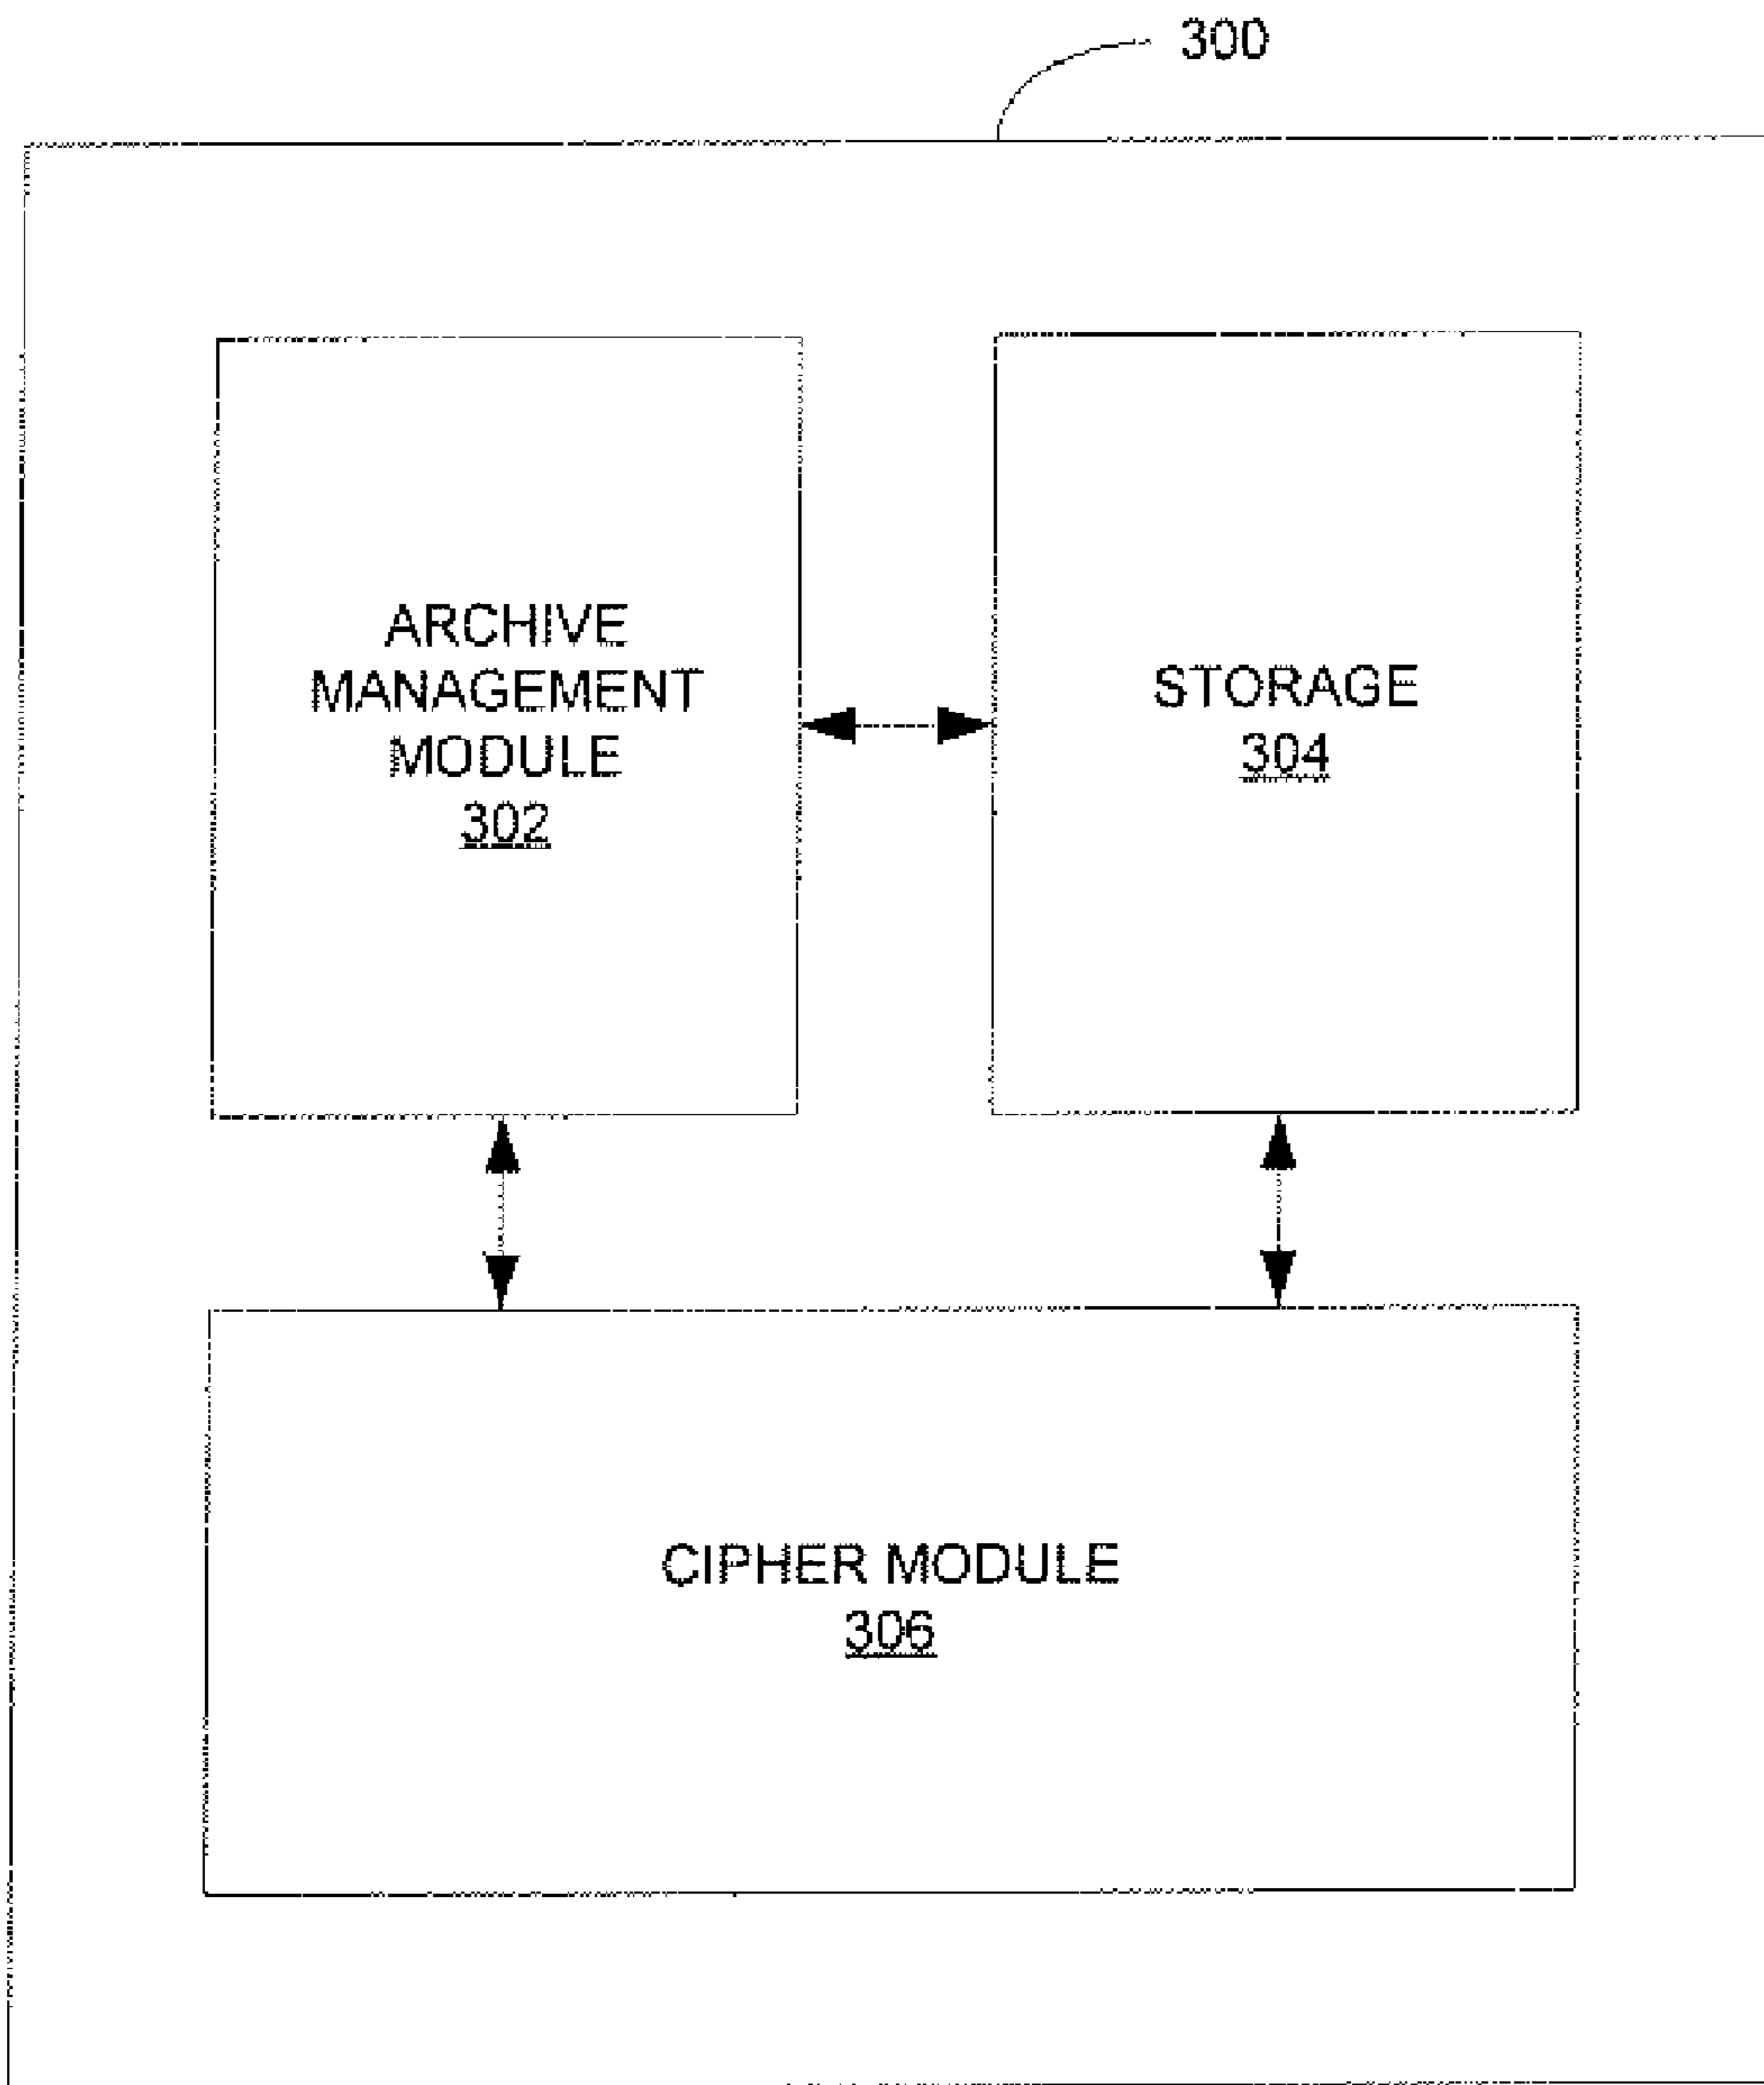 300
ARCHIVE
MANAGEMENT
MODULE
302
STORAGE
304
CIPHER MODULE
306